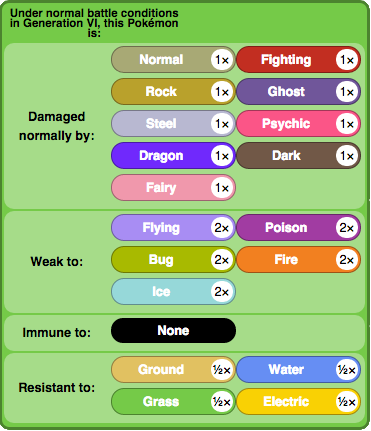 Under normal battle conditions
in Generation VI, this Pokémon
is:
Damaged
normally by:
Normal 1× Fighting 1×
Rock 1× Ghost 1×
Steel 1× Psychic 1×
Dragon 1× Dark 1×
Fairy 1×
Weak to:
Flying 2× Poison 2×
Bug 2× Fire 2×
Ice 2×
Immune to:
None
Resistant to:
Ground ½× Water ½×
Grass ½× Electric ½×